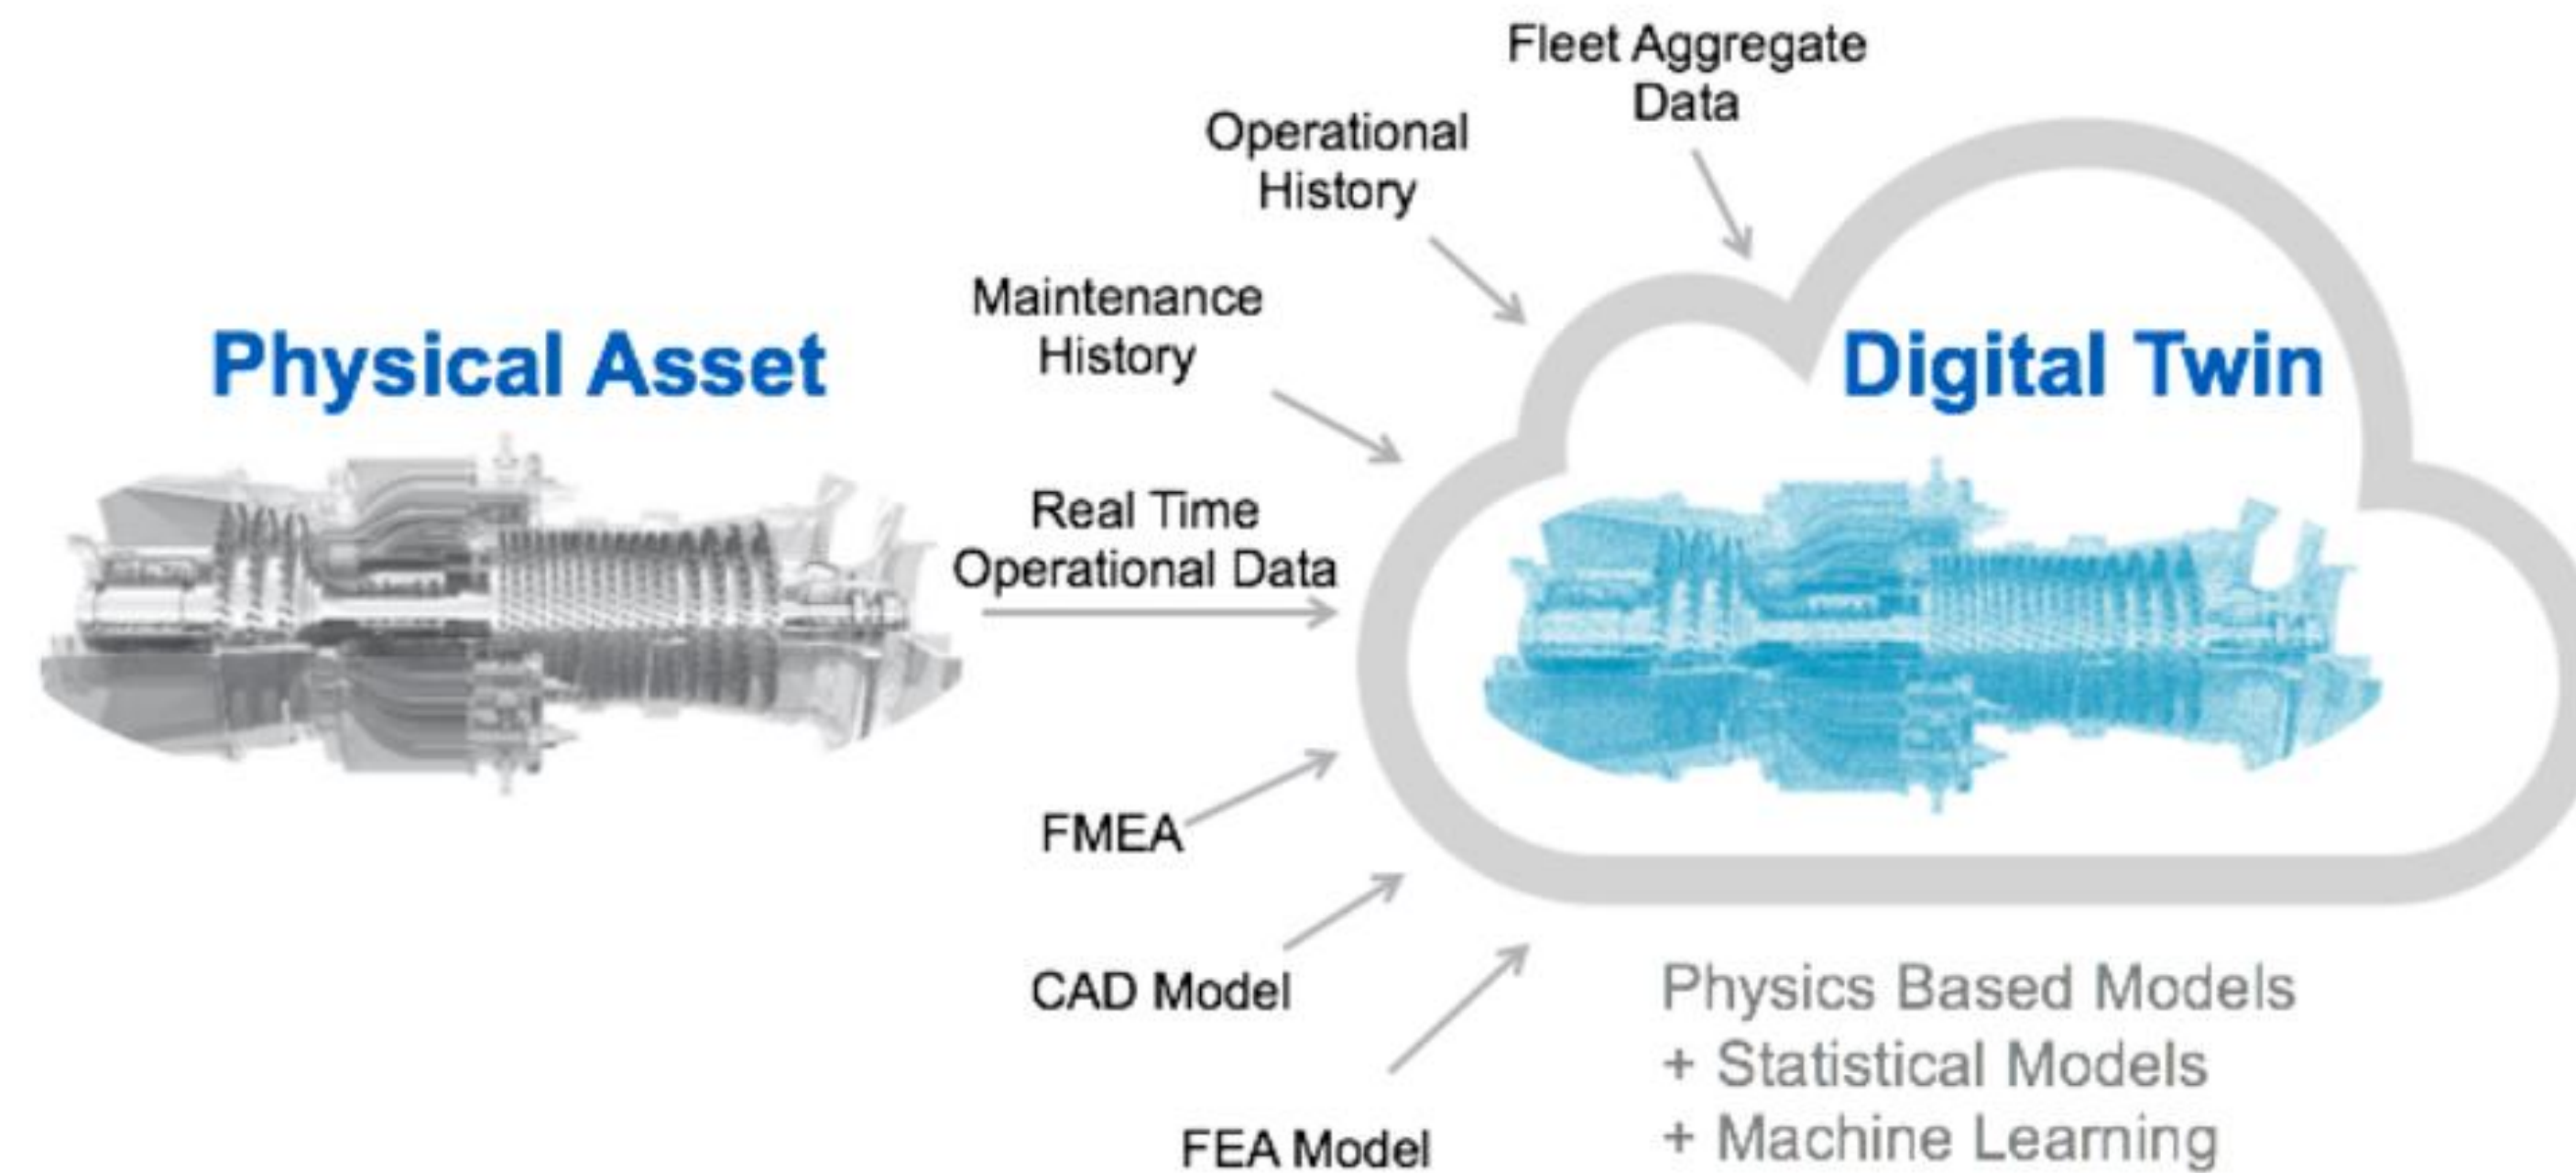 Fleet Aggregate
Data
Operational
History
Maintenance
History
Physical Asset
Digital Twin
Real Time
Operational Data
FMEA
CAD Model
FEA Model
Physics Based Models
+ Statistical Models
+ Machine Learning